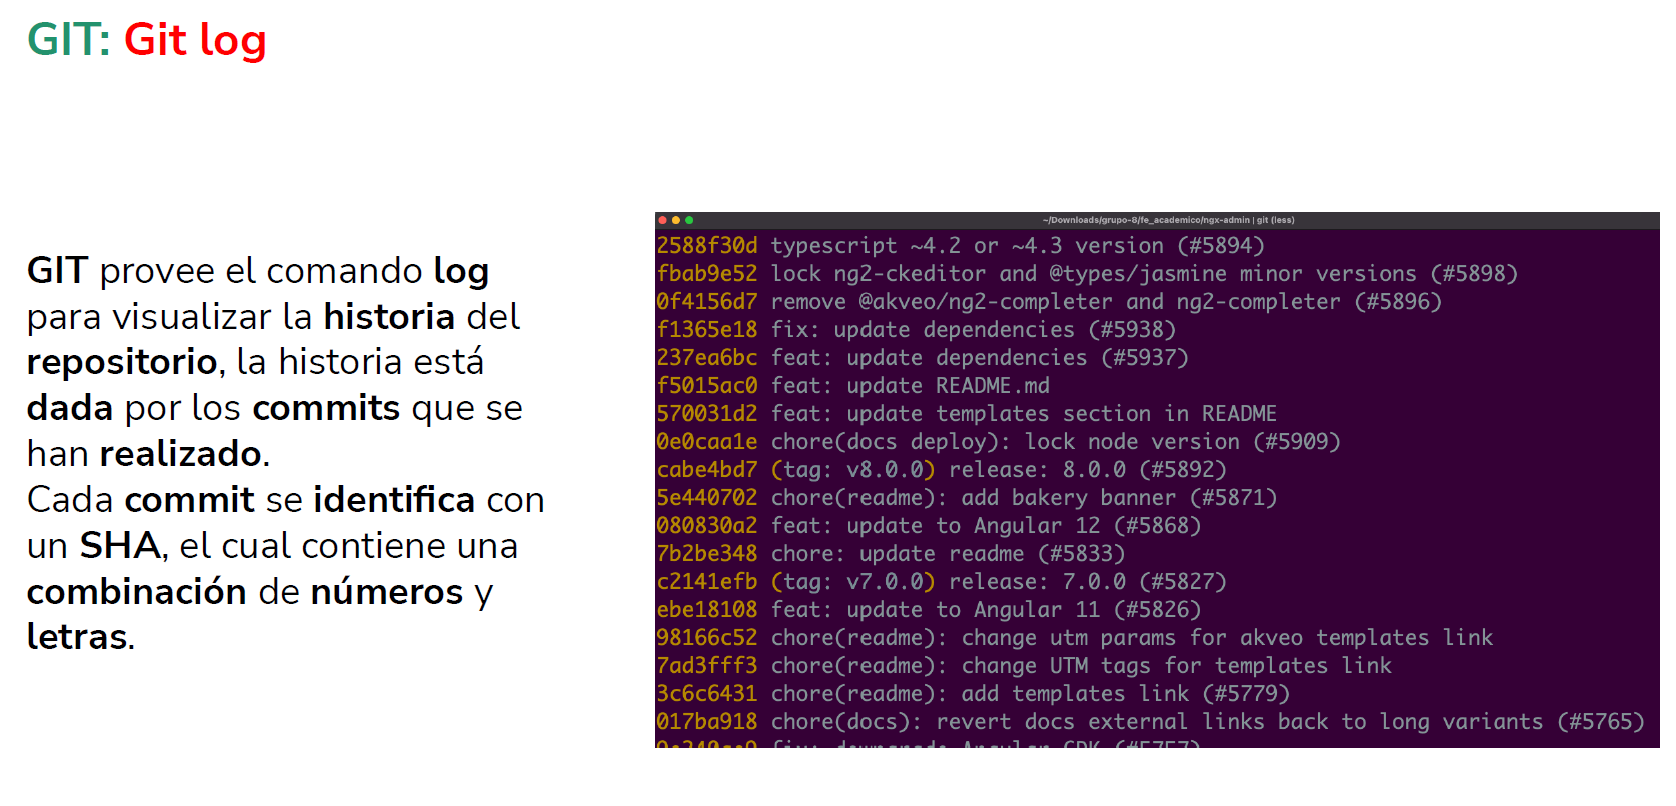 GIT: Git log
GIT provee el comando log
para visualizar la historia del
repositorio, la historia está
dada por los commits que se
han realizado.
Cada commit se identifica con
un SHA, el cual contiene una
combinación de números y
letras.
~/Downloads/grupo-8/fe_academico/ngx-admin | git (less)
2588f30d typescript ~4.2 or ~4.3 version (#5894)
fbab9e52 lock ng2-ckeditor and @types/jasmine minor versions (#5898)
0f4156d7 remove @akveo/ng2-completer and ng2-completer (#5896)
f1365e18 fix: update dependencies (#5938)
237ea6bc feat: update dependencies (#5937)
f5015ac0 feat: update README.md
570031d2 feat: update templates section in README
0e0caa1e chore(docs deploy): lock node version (#5909)
cabe4bd7 (tag: v8.0.0) release: 8.0.0 (#5892)
5e440702 chore(readme): add bakery banner (#5871)
080830a2 feat: update to Angular 12 (#5868)
7b2be348 chore: update readme (#5833)
c2141efb (tag: v7.0.0) release: 7.0.0 (#5827)
ebe18108 feat: update to Angular 11 (#5826)
98166c52 chore(readme): change utm params for akveo templates link
7ad3fff3 chore(readme): change UTM tags for templates link
3c6c6431 chore(readme): add templates link (#5779)
017ba918 chore(docs): revert docs external links back to long variants (#5765)
fix: downgrade Angular CDK (#5757)